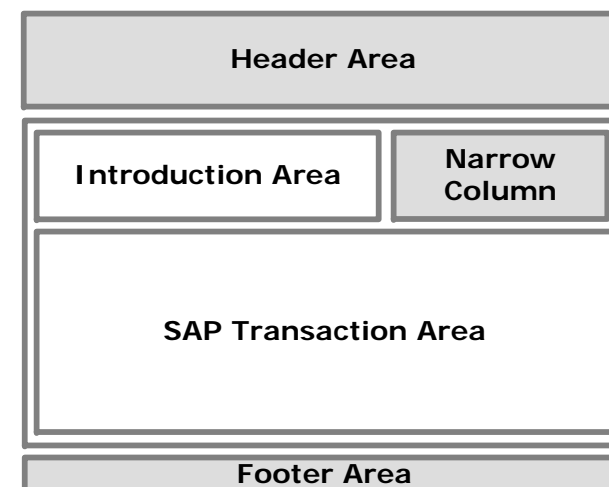 Header Area
Introduction Area
Narrow
Column
SAP Transaction Area
Footer Area